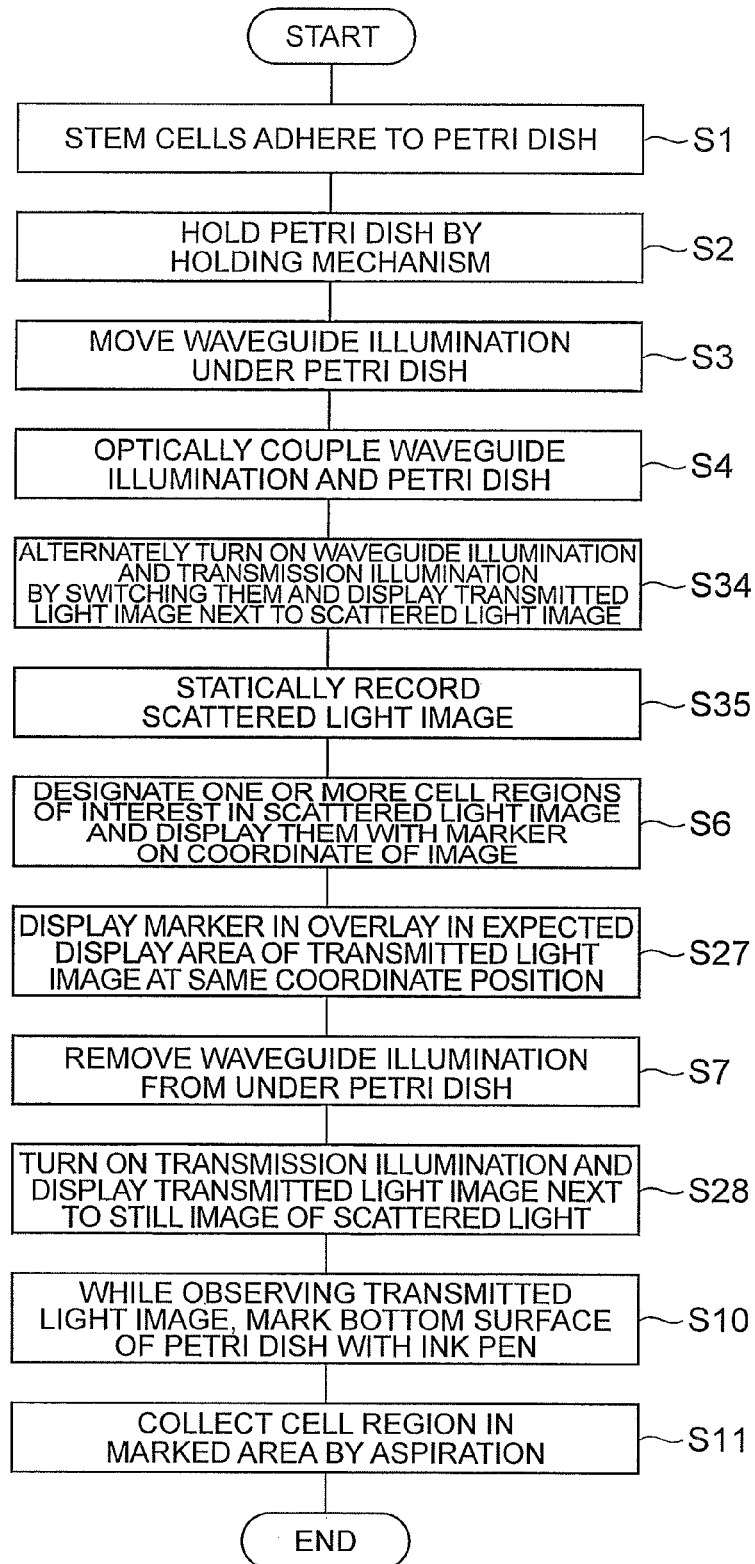 START
STEM CELLS ADHERE TO PETRI DISH
S1
HOLD PETRI DISH BY
HOLDING MECHANISM
S2
MOVE WAVEGUIDE ILLUMINATION
UNDER PETRI DISH
S3
OPTICALLY COUPLE WAVEGUIDE
ILLUMINATION AND PETRI DISH
S4
ALTERNATELY TURN ON WAVEGUIDE ILLUMINATION
AND TRANSMISSION ILLUMINATION
BY SWITCHING THEM AND DISPLAY TRANSMITTED
LIGHT IMAGE NEXT TO SCATTERED LIGHT IMAGE
S34
STATICALLY RECORD
SCATTERED LIGHT IMAGE
S35
DESIGNATE ONE OR MORE CELL REGIONS
OF INTEREST IN SCATTERED LIGHT IMAGE
AND DISPLAY THEM WITH MARKER
ON COORDINATE OF IMAGE
S6
DISPLAY MARKER IN OVERLAY IN EXPECTED
DISPLAY AREA OF TRANSMITTED LIGHT
IMAGE AT SAME COORDINATE POSITION
S27
REMOVE WAVEGUIDE ILLUMINATION
FROM UNDER PETRI DISH
S7
TURN ON TRANSMISSION ILLUMINATION AND
DISPLAY TRANSMITTED LIGHT IMAGE NEXT
TO STILL IMAGE OF SCATTERED LIGHT
S28
WHILE OBSERVING TRANSMITTED
LIGHT IMAGE, MARK BOTTOM SURFACE
OF PETRI DISH WITH INK PEN
S10
COLLECT CELL REGION IN
MARKED AREA BY ASPIRATION
S11
END